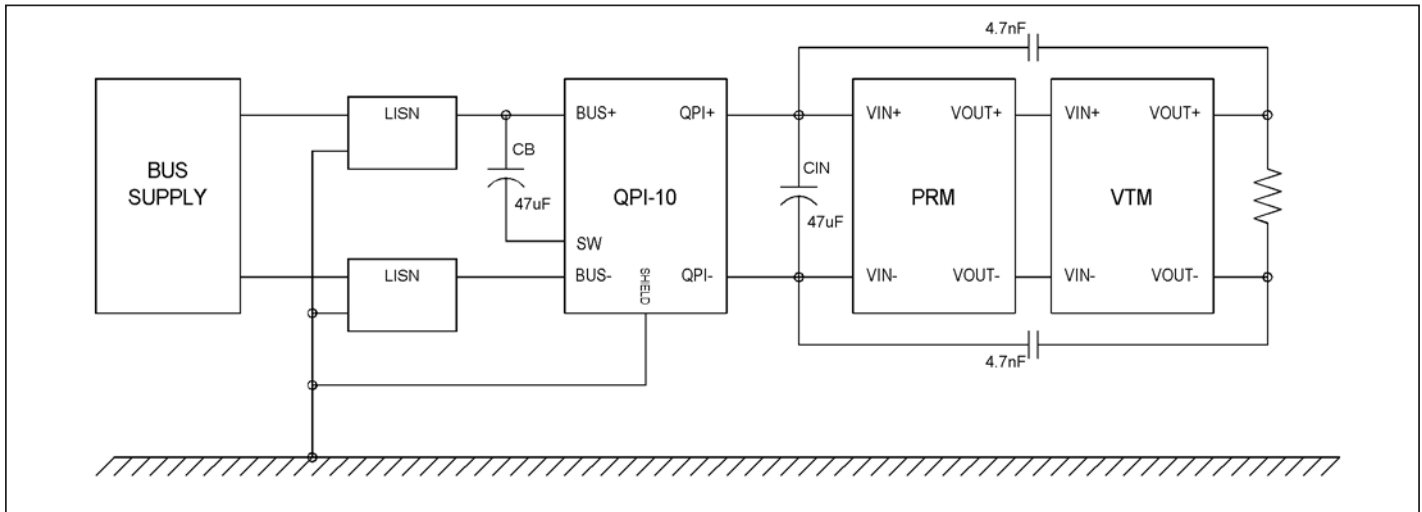 4.7nF
BUS
SUPPLY
LISN
CB
47uF
BUS+
QPI+
QPI-10
SW
BUS-
SHIELD
QPI-
CIN
47uF
VIN+
VOUT+
PRM
VIN-
VOUT-
VIN+
VOUT+
VTM
VIN-
VOUT-
LISN
4.7nF